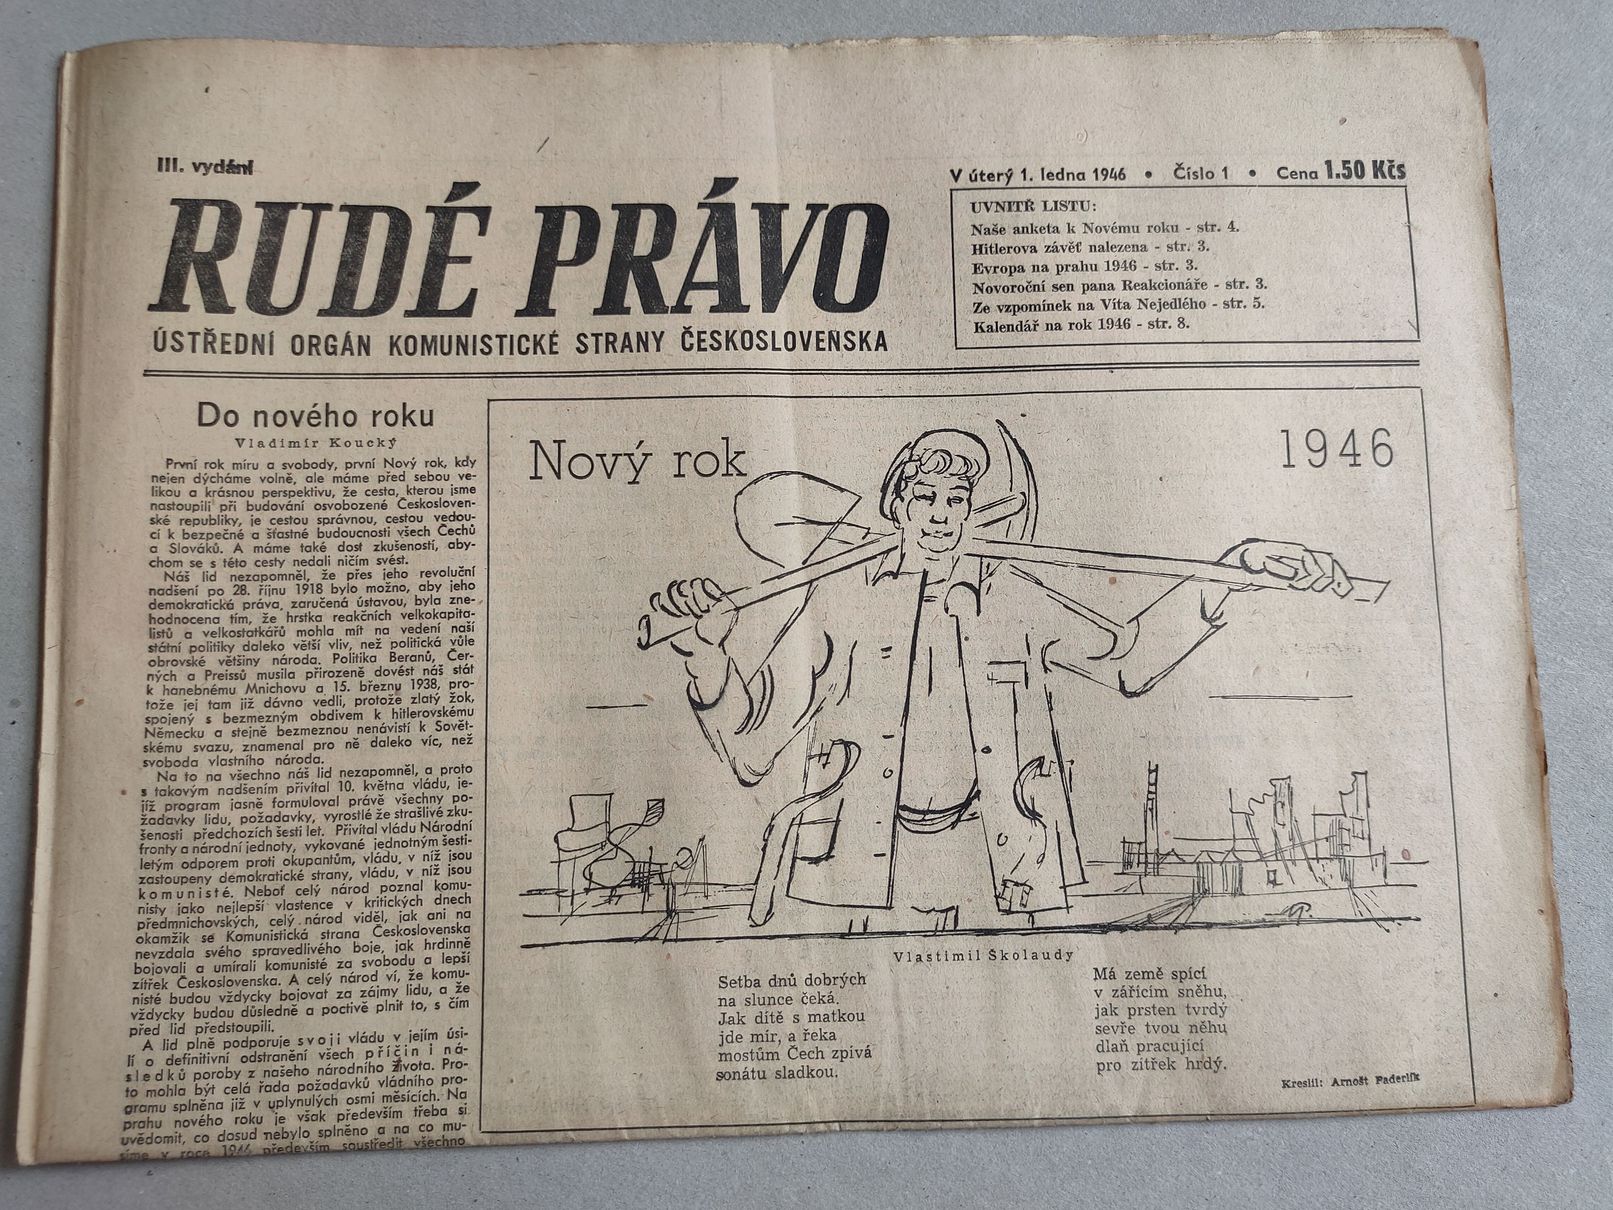 III. vydání
V úterý 1. ledna 1946 • Číslo 1 • Cena 1.50 Kčs
RUDÉ PRÁVO
ÚSTŘEDNÍ ORGÁN KOMUNISTICKÉ STRANY ČESKOSLOVENSKA
UVNITŘ LISTU:
Naše anketa k Novému roku - str. 4.
Hitlerova závěť nalezena - str. 3.
Evropa na prahu 1946 - str. 3.
Novoroční sen pana Reakcionáře - str. 3.
Ze vzpomínek na Víta Nejedlého - str. 5.
Kalendář na rok 1946 - str. 8.
Do nového roku
Vladimír Koucký
První rok míru a svobody, první Nový rok, kdy
nejen dýcháme volně, ale máme před sebou ve-
likou a krásnou perspektivu, že cesta, kterou jsme
nastoupili při budování osvobozené Českosloven-
ské republiky, je cestou správnou, cestou vedou-
cí k bezpečné a šťastné budoucnosti všech Čechů
a Slováků. A máme také dost zkušeností, aby-
chom se s této cesty nedali ničím svést.
Náš lid nezapomněl, že přes jeho revoluční
nadšení po 28. říjnu 1918 bylo možno, aby jeho
demokratická práva, zaručená ústavou, byla zne-
hodnocena tím, že hrstka reakčních velkokapita-
listů a velkostatkářů mohla mít na vedení naší
státní politiky daleko větší vliv, než politická vůle
obrovské většiny národa. Politika Beranů, Čer-
ných a Preissů musila přirozeně dovést náš stát
k hanebnému Mnichovu a 15. březnu 1938, pro-
tože jej tam již dávno vedli, protože zlatý žok,
spojený s bezmezným obdivem k hitlerovskému
Německu a stejně bezmeznou nenávistí k Sovět-
skému svazu, znamenal pro ně daleko víc, než
svoboda vlastního národa.
Na to na všechno náš lid nezapomněl, a proto
s takovým nadšením přivítal 10. května vládu, je-
jíž program jasně formuloval právě všechny po-
žadavky lidu, požadavky, vyrostlé ze strašlivé zku-
šenosti předchozích šesti let. Přivítal vládu Národní
fronty a národní jednoty, vykované jednotným šesti-
letým odporem proti okupantům, vládu, v níž jsou
zastoupeny demokratické strany, vládu, v níž jsou
komunisté. Neboť celý národ poznal komu-
nisty jako nejlepší vlastence v kritických dnech
předmnichovských, celý národ viděl, jak ani na
okamžik se Komunistická strana Československa
nevzdala svého spravedlivého boje, jak hrdinně
bojovali a umírali komunisté za svobodu a lepší
zítřek Československa. A celý národ ví, že komu-
nisté budou vždycky bojovat za zájmy lidu, a že
vždycky budou důsledně a poctivě plnit to, s čím
před lid předstoupili.
A lid plně podporuje svoji vládu v jejím úsi-
lí o definitivní odstranění všech příčin i ná-
sledků poroby z našeho národního života. Pro-
to mohla být celá řada požadavků vládního pro-
gramu splněna již v uplynulých osmi měsících. Na
prahu nového roku je však především třeba si
uvědomit, co dosud nebylo splněno a na co mu-
síme v roce 1946 především soustředit všechno
Nový rok 1946
Vlastimil Školaudy
Setba dnů dobrých
na slunce čeká.
Jak dítě s matkou
jde mír, a řeka
mostům Čech zpívá
sonátu sladkou.
Má země spící
v zářícím sněhu,
jak prsten tvrdý
sevře tvou něhu
dlaň pracující
pro zítřek hrdý.
Kreslil: Arnošt Paderlík